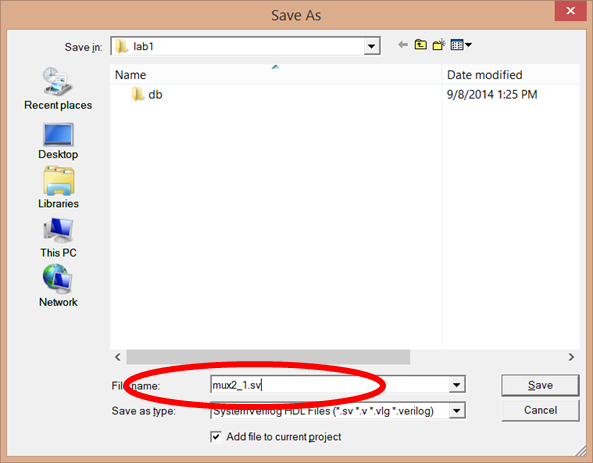 Save As
Save in: lab1
Name Date modified
db 9/8/2014 1:25 PM
Recent places
Desktop
Libraries
This PC
Network
File name: mux2_1.sv
Save
Save as type: SystemVerilog HDL Files (*.sv *.v *.vlg *.verilog)
Cancel
Add file to current project